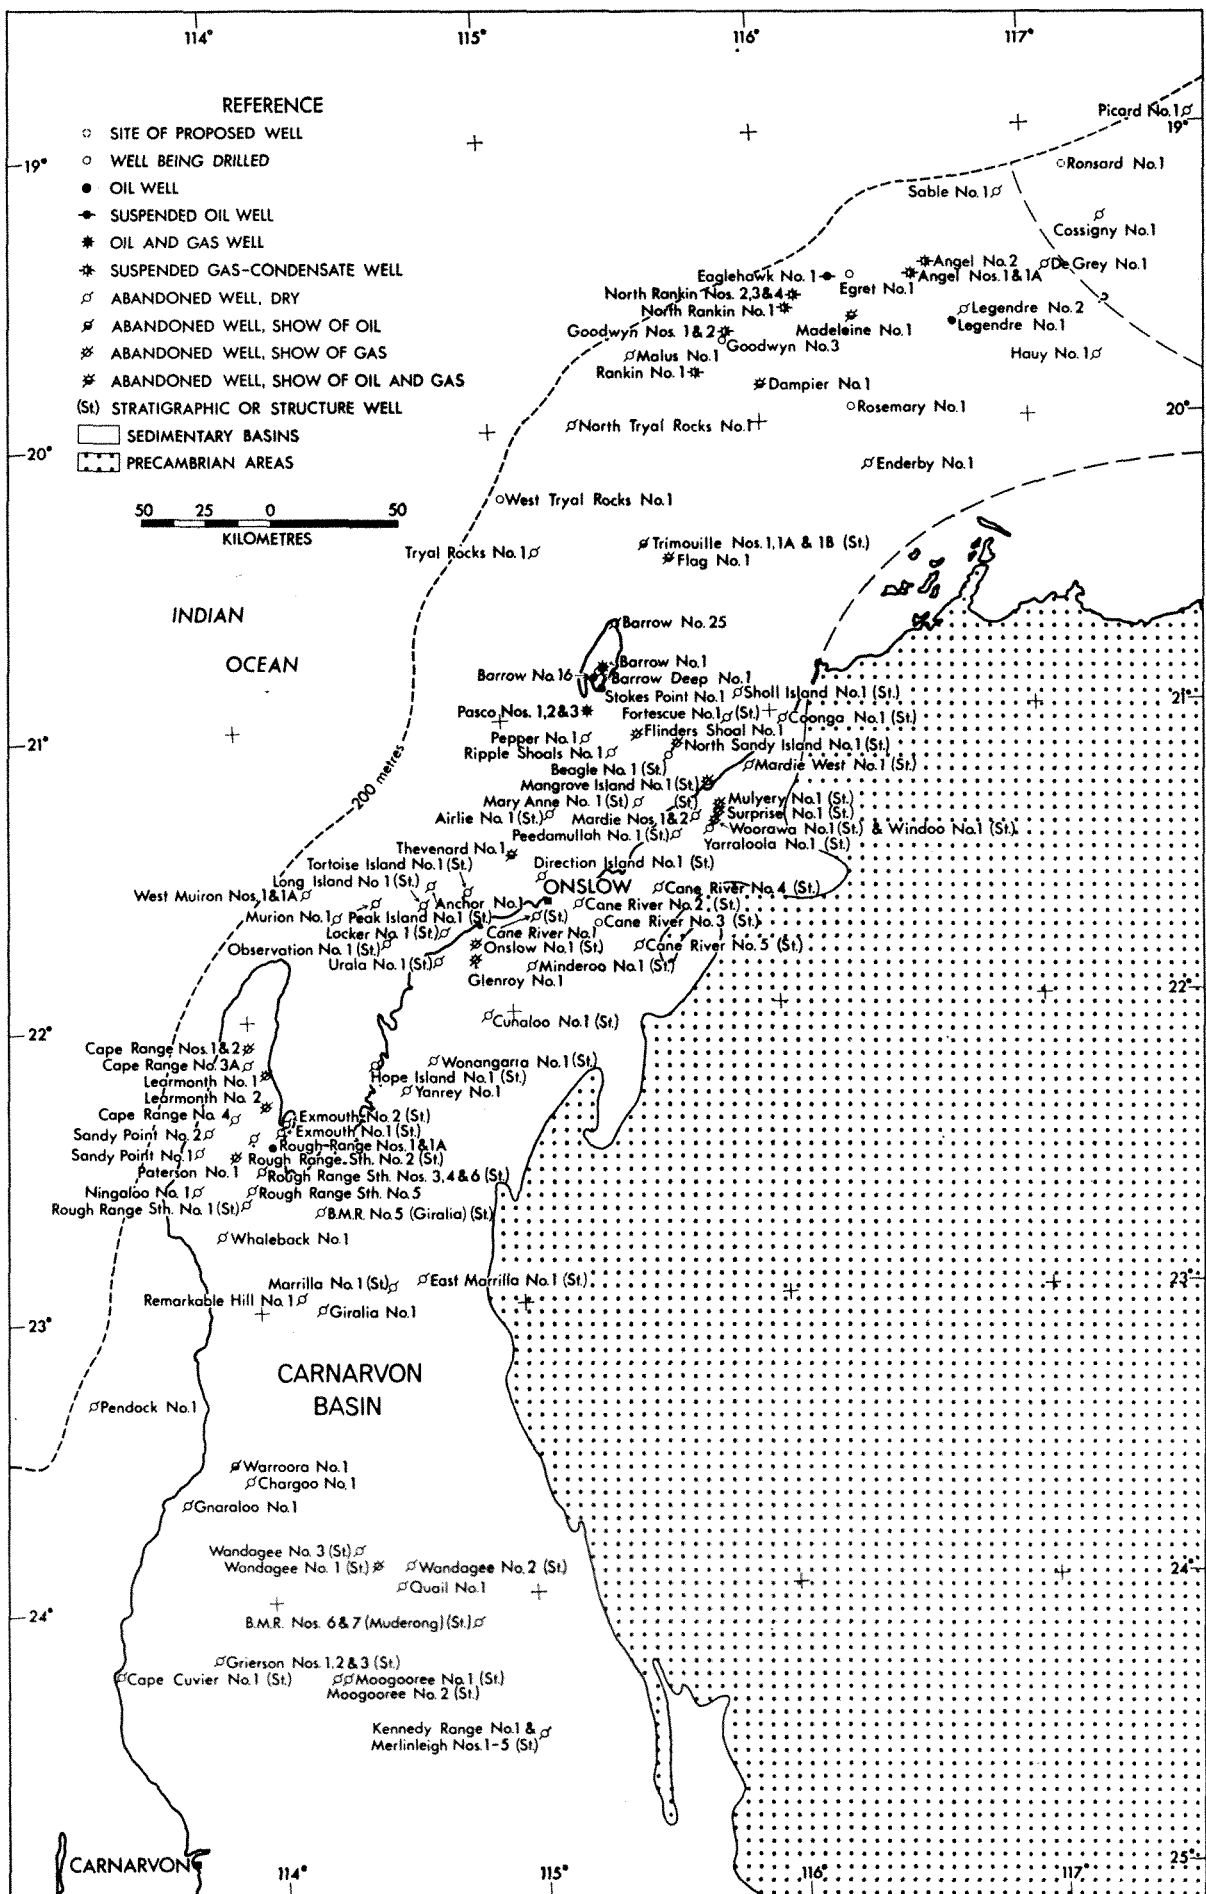 114°
115°
116°
117°
REFERENCE
SITE OF PROPOSED WELL
WELL BEING DRILLED
OIL WELL
SUSPENDED OIL WELL
OIL AND GAS WELL
SUSPENDED GAS-CONDENSATE WELL
ABANDONED WELL, DRY
ABANDONED WELL, SHOW OF OIL
ABANDONED WELL, SHOW OF GAS
ABANDONED WELL, SHOW OF OIL AND GAS
(St.) STRATIGRAPHIC OR STRUCTURE WELL
SEDIMENTARY BASINS
PRECAMBRIAN AREAS
50 25 0 50
KILOMETRES
Picard No.1
19°
19°
Ronsard No.1
Sable No.1
Cossigny No.1
Angel No.2
De Grey No.1
Angel Nos.1&1A
Eaglehawk No.1
Egret No.1
North Rankin Nos. 2,3&4
North Rankin No.1
?
Legendre No.2
Legendre No.1
Madeleine No.1
Goodwyn Nos. 1&2
Goodwyn No.3
Malus No.1
Hauy No.1
Rankin No.1
Dampier No.1
Rosemary No.1
20°
North Tryal Rocks No.1
20°
Enderby No.1
West Tryal Rocks No.1
Trimouille Nos.1,1A & 1B (St.)
Tryal Rocks No.1
Flag No.1
INDIAN
OCEAN
Barrow No.25
Barrow No.1
Barrow No.16
Barrow Deep No.1
Stokes Point No.1
Sholl Island No.1 (St.)
21°
Pasco Nos. 1,2&3
Fortescue No.1 (St.)
Coonga No.1 (St.)
Flinders Shoal No.1
Pepper No.1
North Sandy Island No.1 (St.)
21°
Ripple Shoals No.1
Beagle No.1 (St.)
Mardie West No.1 (St.)
200 metres
Mangrove Island No.1 (St.)
Mary Anne No. 1 (St.)
(St.)
Mulyery No.1 (St.)
Airlie No.1 (St.)
Mardie Nos.1&2
Surprise No.1 (St.)
Peedamullah No.1 (St.)
Woorawa No.1(St.) & Windoo No.1 (St.)
Yarraloola No.1 (St.)
Thevenard No.1
Direction Island No.1 (St.)
Tortoise Island No.1 (St.)
Long Island No 1 (St.)
ONSLOW
Cane River No.4 (St.)
West Muiron Nos,1&1A
Anchor No.1
Cane River No.2 (St.)
Murion No.1
Peak Island No.1 (St.)
(St.)
Cane River No.3 (St.)
Locker No.1 (St.)
Cane River No.1
Observation No.1 (St.)
Onslow No.1 (St.)
Cane River No.5 (St.)
Urala No.1 (St.)
Minderoo No.1 (St.)
Glenroy No.1
22°
Cunaloo No.1 (St.)
22°
Cape Range Nos.1&2
Cape Range No.3A
Wonangarra No.1 (St.)
Learmonth No.1
Hope Island No.1 (St.)
Learmonth No. 2
Yanrey No.1
Cape Range No. 4
Exmouth No.2 (St.)
Sandy Point No.2
Exmouth No.1 (St.)
Rough Range Nos.1&1A
Sandy Point No.1
Rough Range Sth. No.2 (St.)
Paterson No.1
Rough Range Sth. Nos. 3,4&6 (St.)
Ningaloo No.1
Rough Range Sth. No.5
Rough Range Sth. No.1 (St.)
B.M.R. No.5 (Giralia) (St.)
Whaleback No.1
Marrilla No.1 (St.)
East Marrilla No.1 (St.)
23°
Remarkable Hill No.1
Giralia No.1
23°
CARNARVON
BASIN
Pendock No.1
Warroora No.1
Chargoo No.1
Gnaraloo No.1
Wandagee No. 3 (St.)
Wandagee No. 1 (St.)
Wandagee No.2 (St.)
24°
Quail No.1
24°
B.M.R. Nos. 6&7 (Muderong) (St.)
Grierson Nos. 1,2&3 (St.)
Cape Cuvier No.1 (St.)
Moogooree No.1 (St.)
Moogooree No.2 (St.)
Kennedy Range No.1 &
Merlinleigh Nos.1-5 (St.)
CARNARVON
25°
114°
115°
116°
117°